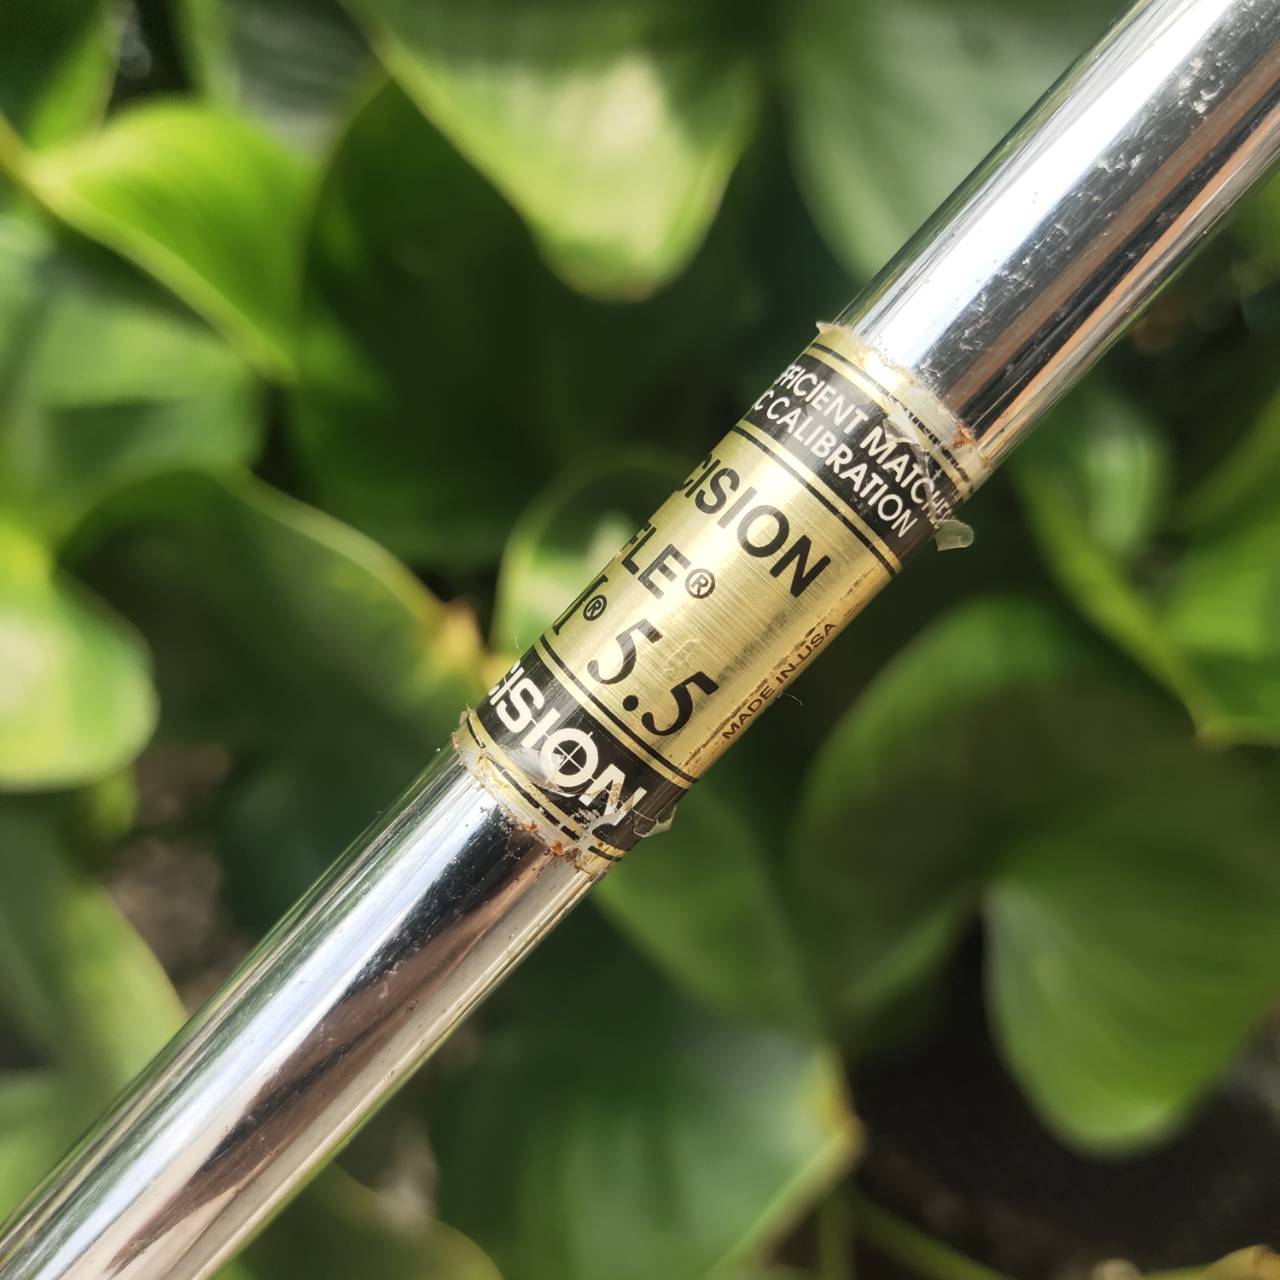 FFICIENT MATCHE
C CALIBRATION
CISION
FLE®
M® 5.5
MADE IN USA
CISION